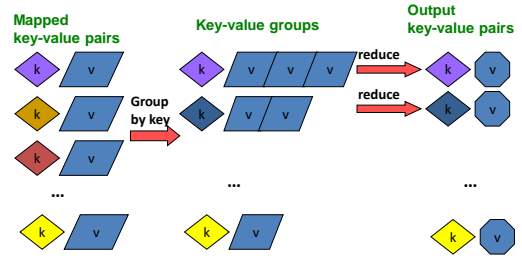 Mapped
key-value pairs
Key-value groups
Output
key-value pairs
k v
k v v v
reduce
k v
k v
Group
by key
k v v
reduce
k v
k v
...
...
...
k v
k v
k v